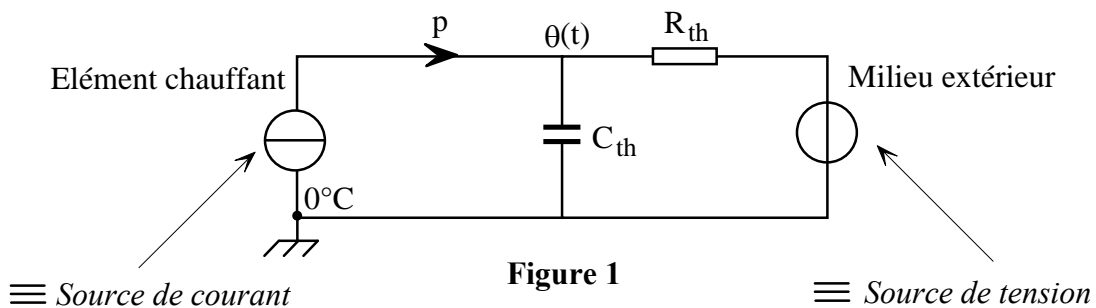 p
θ(t)
R_th
Elément chauffant
Milieu extérieur
C_th
0°C
Figure 1
≡ Source de courant
≡ Source de tension